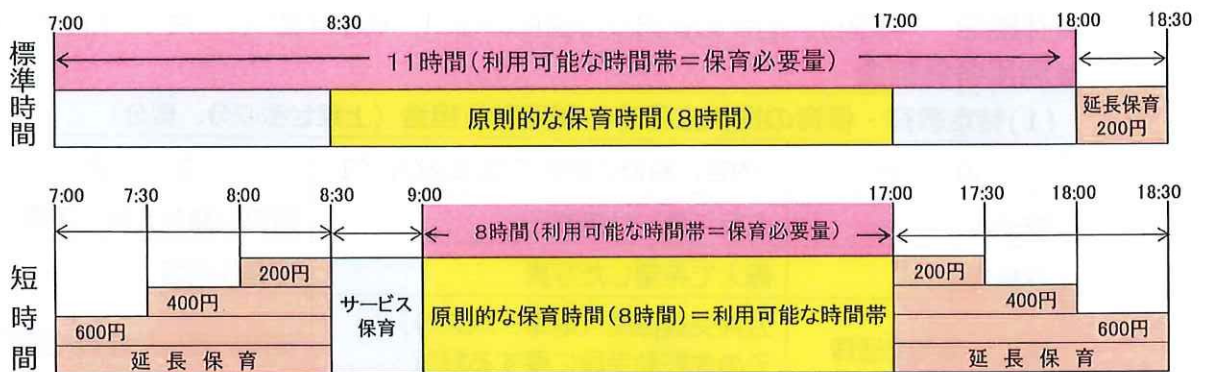 7:00 8:30 17:00 18:00 18:30
標準時間
11時間(利用可能な時間帯＝保育必要量)
原則的な保育時間(8時間)
延長保育
200円
7:00 7:30 8:00 8:30 9:00 17:00 17:30 18:00 18:30
短時間
8時間(利用可能な時間帯＝保育必要量)
200円
400円
600円
延長保育
サービス
保育
原則的な保育時間(8時間)＝利用可能な時間帯
200円
400円
600円
延長保育